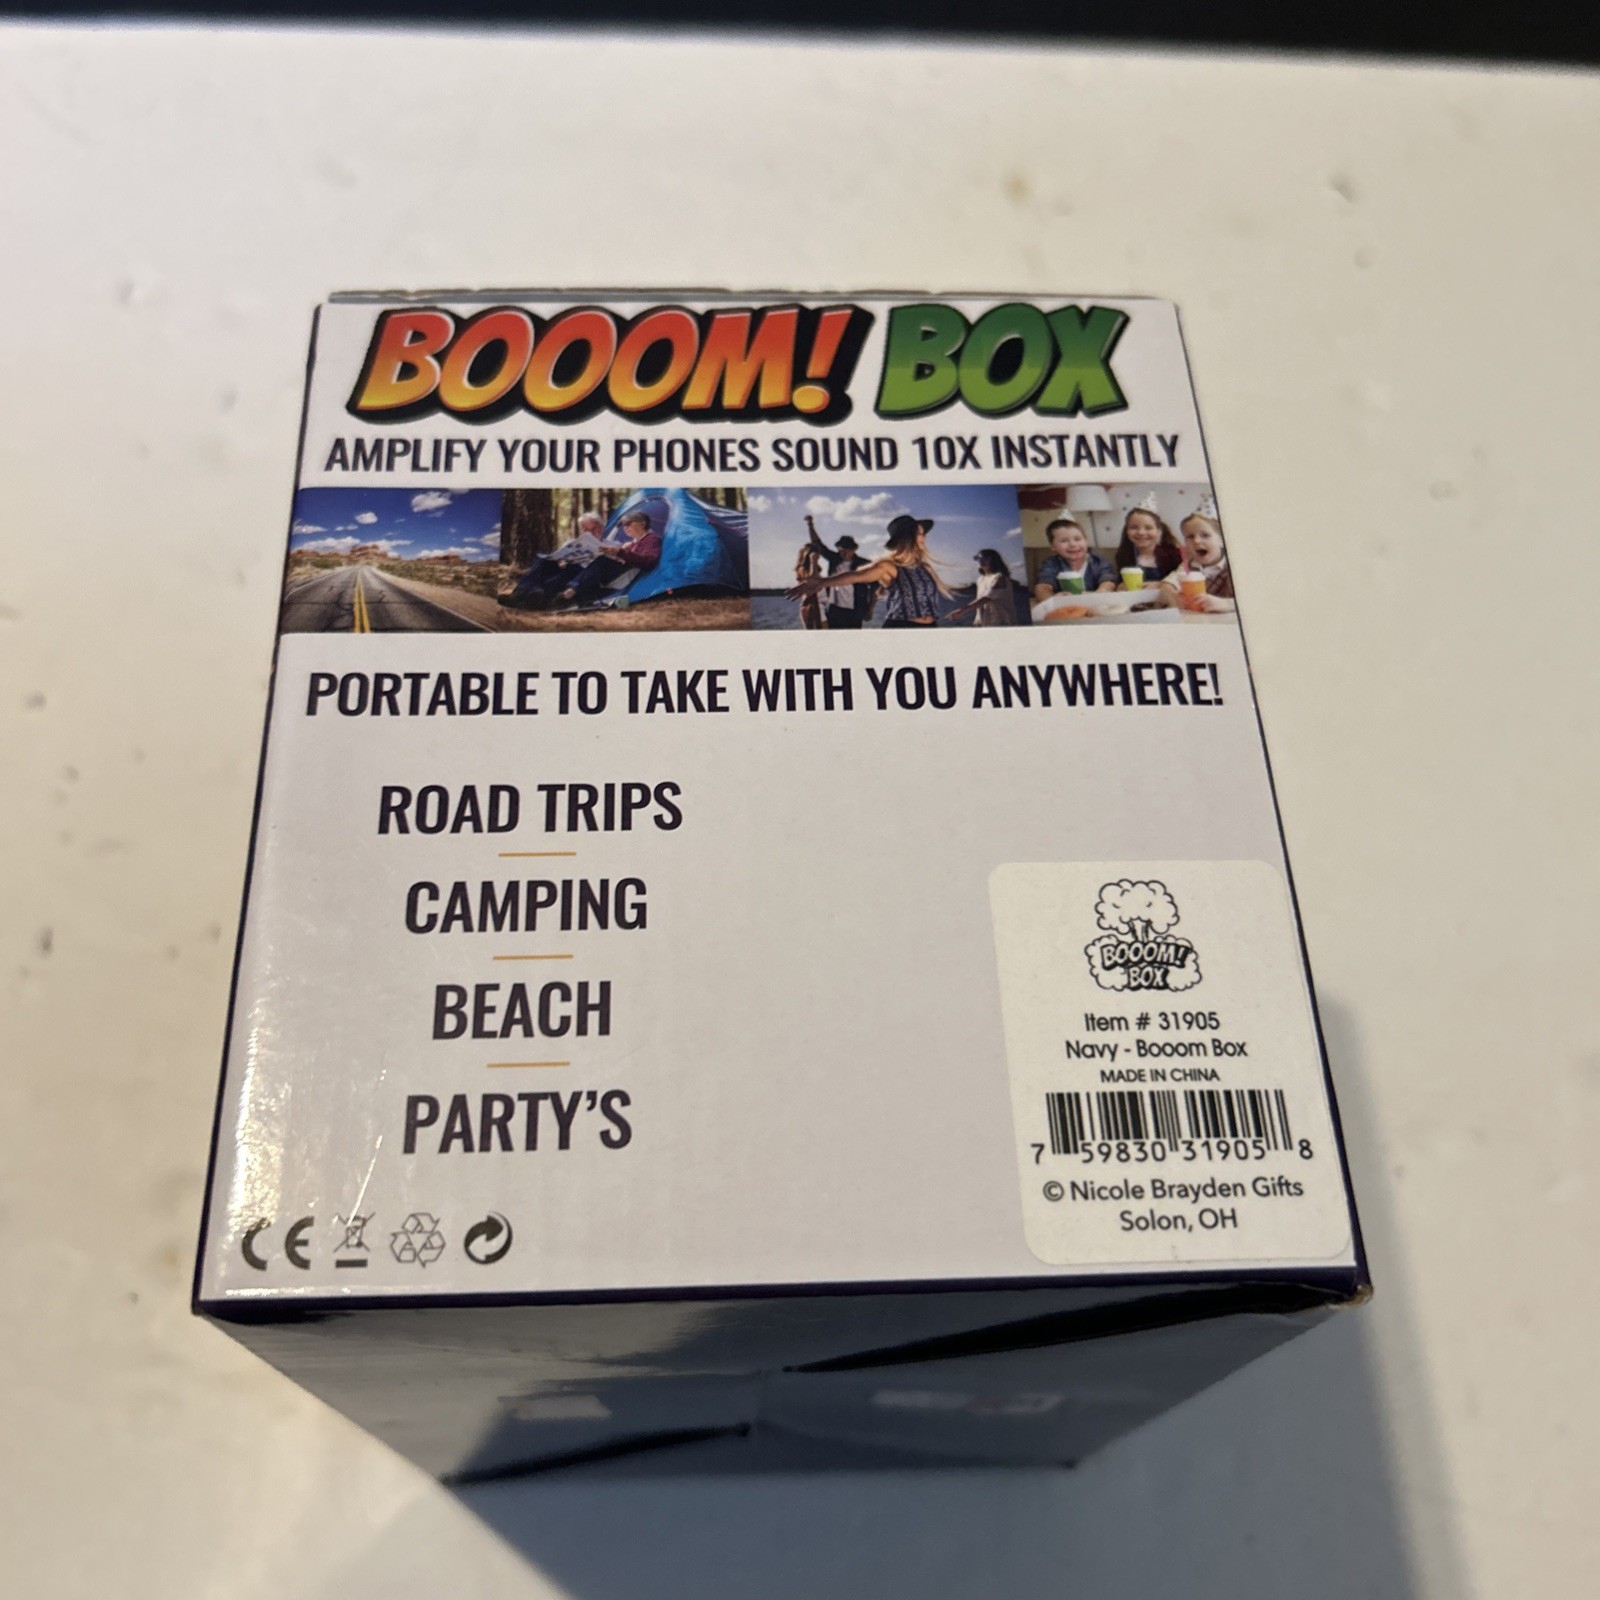 BOOOM! BOX
AMPLIFY YOUR PHONES SOUND 10X INSTANTLY
PORTABLE TO TAKE WITH YOU ANYWHERE!
ROAD TRIPS
CAMPING
BEACH
PARTY'S
CE
BOOOM!
BOX
Item # 31905
Navy - Booom Box
MADE IN CHINA
7 59830 31905 8
© Nicole Brayden Gifts
Solon, OH